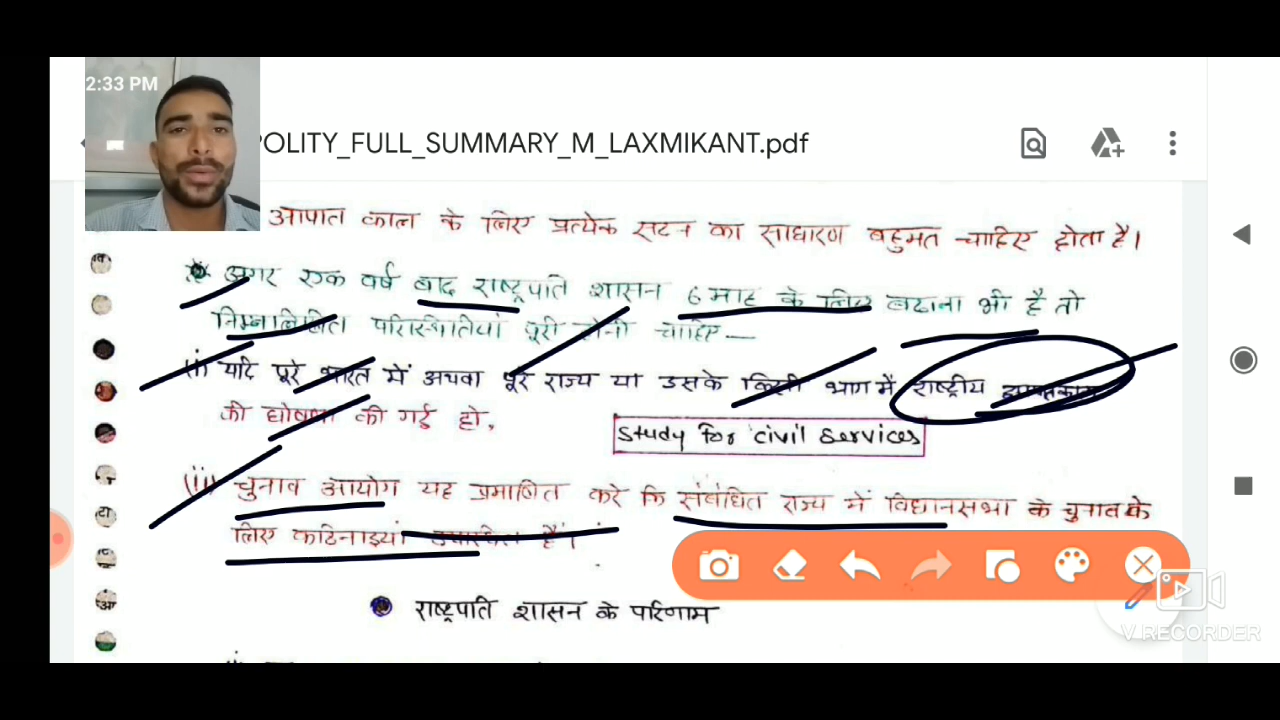 2:33 PM
POLITY_FULL_SUMMARY_M_LAXMIKANT.pdf
आपात काल के लिए प्रत्येक सदन का साधारण बहुमत चाहिए होता है।
अगर एक वर्ष बाद राष्ट्रपति शासन 6 माह के लिए बढाना भी है तो
निम्नलिखित परिस्थितियां पूरी होनी चाहिए —
(i) यदि पूरे भारत में अथवा पूरे राज्य या उसके किसी भाग में राष्ट्रीय
की घोषणा की गई हो.
Study for civil services
(ii) चुनाव आयोग यह प्रमाणित करे कि संबंधित राज्य में विधानसभा के चुनाव के
लिए कठिनाइयां उपस्थित हैं।
राष्ट्रपति शासन के परिणाम
V RECORDER